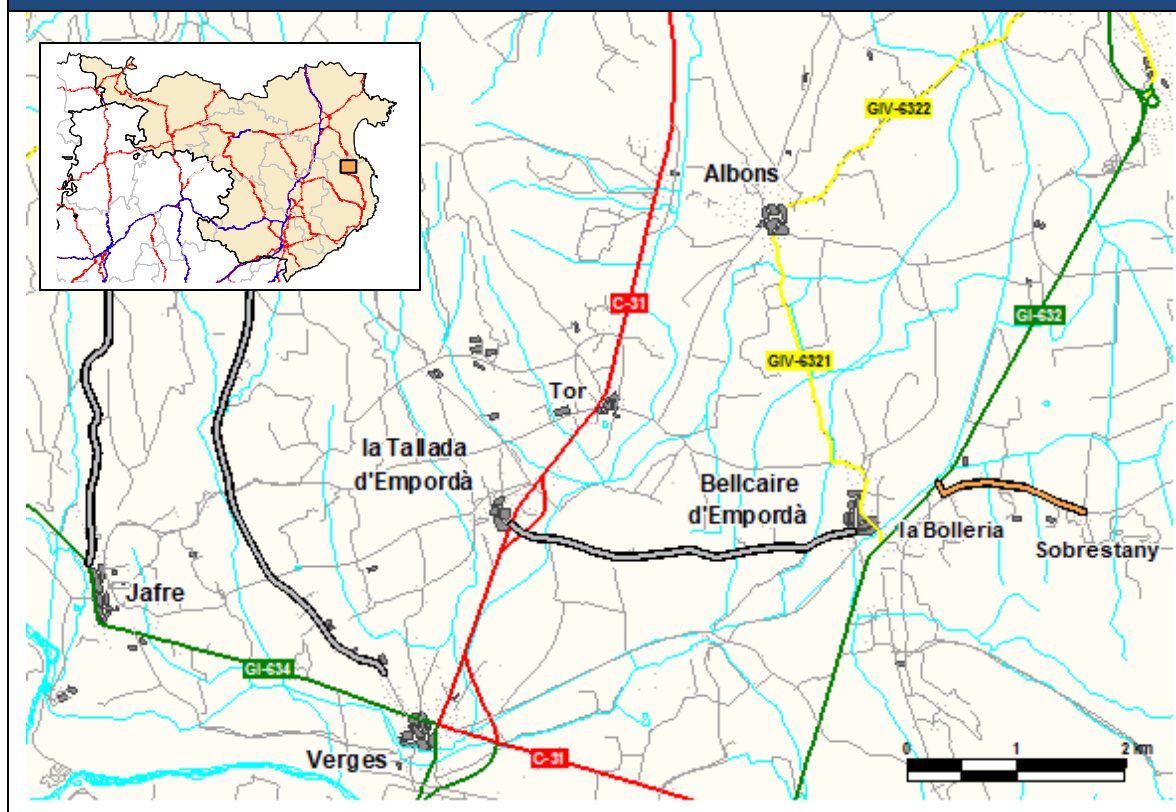 GIV-6322
Albons
C-31
GI-632
GIV-6321
Tor
la Tallada
d'Empordà
Bellcaire
d'Empordà
la Bolleria
Sobrestany
Jafre
GI-634
Verges
C-31
0 1 2 km